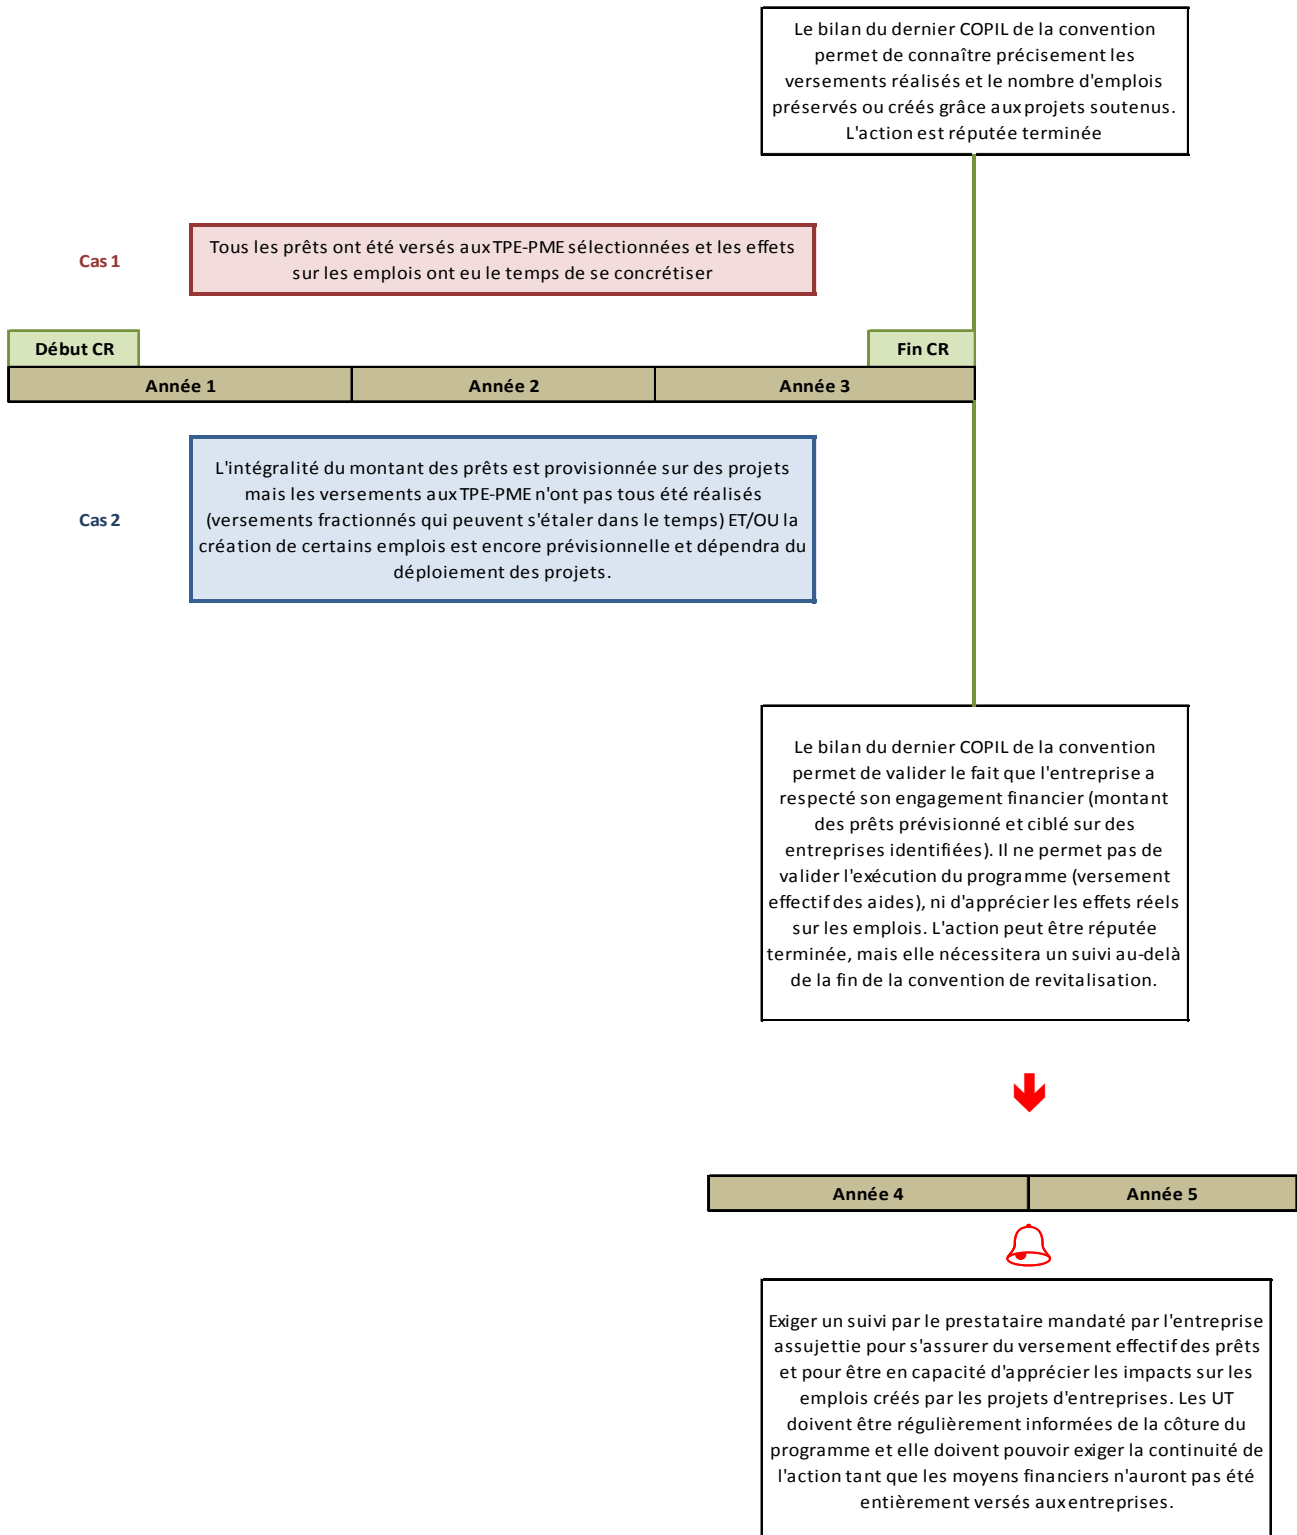 Le bilan du dernier COPIL de la convention
permet de connaître précisement les
versements réalisés et le nombre d'emplois
préservés ou créés grâce aux projets soutenus.
L'action est réputée terminée
Cas 1
Tous les prêts ont été versés aux TPE-PME sélectionnées et les effets
sur les emplois ont eu le temps de se concrétiser
Début CR
Fin CR
Année 1
Année 2
Année 3
Cas 2
L'intégralité du montant des prêts est provisionnée sur des projets
mais les versements aux TPE-PME n'ont pas tous été réalisés
(versements fractionnés qui peuvent s'étaler dans le temps) ET/OU la
création de certains emplois est encore prévisionnelle et dépendra du
déploiement des projets.
Le bilan du dernier COPIL de la convention
permet de valider le fait que l'entreprise a
respecté son engagement financier (montant
des prêts prévisionné et ciblé sur des
entreprises identifiées). Il ne permet pas de
valider l'exécution du programme (versement
effectif des aides), ni d'apprécier les effets réels
sur les emplois. L'action peut être réputée
terminée, mais elle nécessitera un suivi au-delà
de la fin de la convention de revitalisation.
Année 4
Année 5
Exiger un suivi par le prestataire mandaté par l'entreprise
assujettie pour s'assurer du versement effectif des prêts
et pour être en capacité d'apprécier les impacts sur les
emplois créés par les projets d'entreprises. Les UT
doivent être régulièrement informées de la côture du
programme et elle doivent pouvoir exiger la continuité de
l'action tant que les moyens financiers n'auront pas été
entièrement versés aux entreprises.